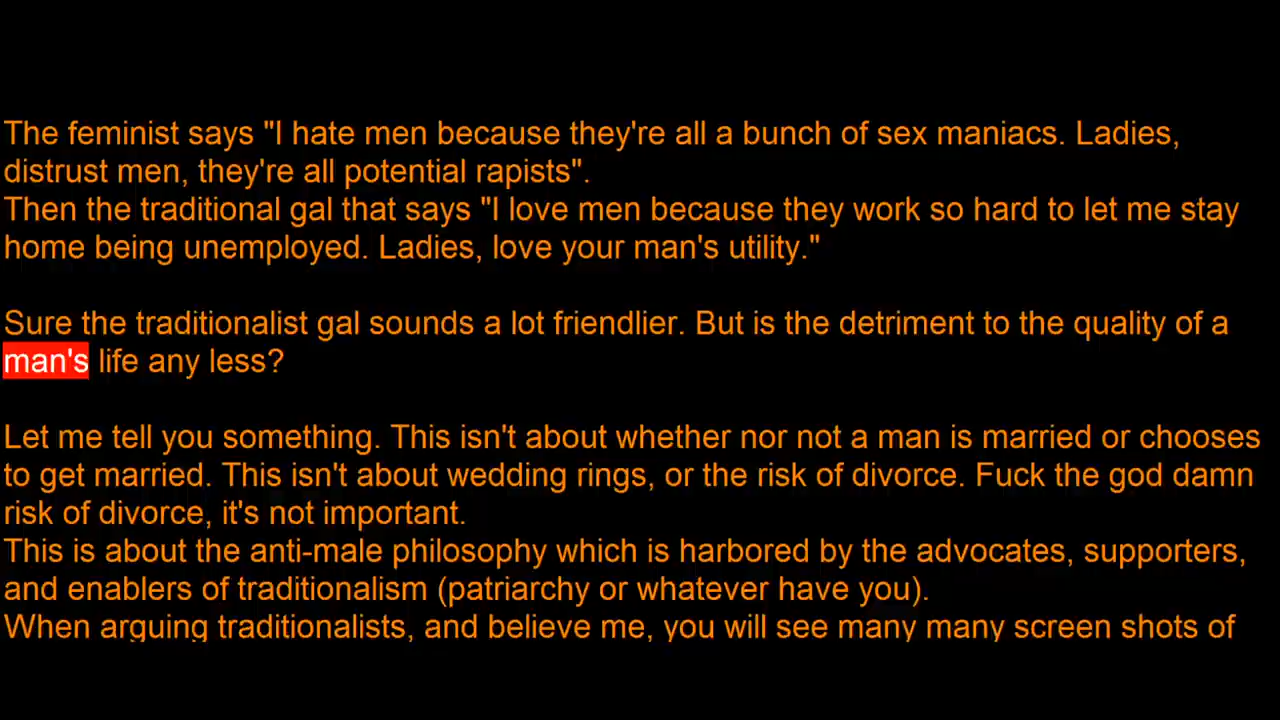 The feminist says "I hate men because they're all a bunch of sex maniacs. Ladies,
distrust men, they're all potential rapists".
Then the traditional gal that says "I love men because they work so hard to let me stay
home being unemployed. Ladies, love your man's utility."
Sure the traditionalist gal sounds a lot friendlier. But is the detriment to the quality of a
man's life any less?
Let me tell you something. This isn't about whether nor not a man is married or chooses
to get married. This isn't about wedding rings, or the risk of divorce. Fuck the god damn
risk of divorce, it's not important.
This is about the anti-male philosophy which is harbored by the advocates, supporters,
and enablers of traditionalism (patriarchy or whatever have you).
When arguing traditionalists, and believe me, you will see many many screen shots of